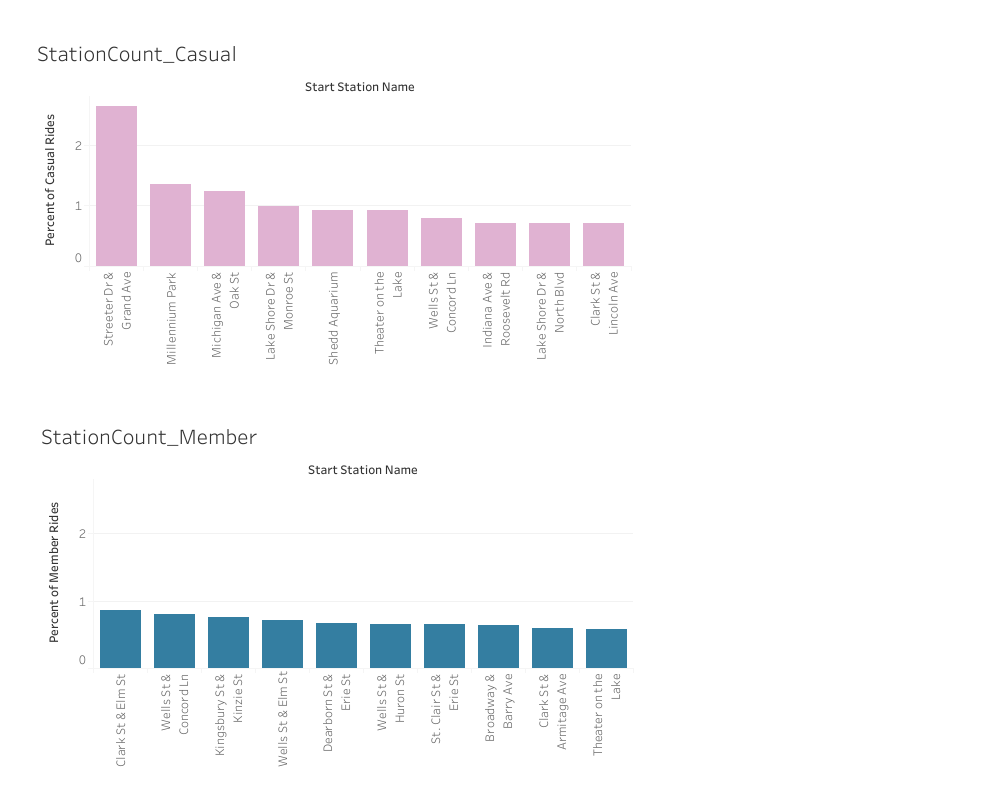 StationCount_Casual
Start Station Name
Percent of Casual Rides
2
1
0
Streeter Dr &
Grand Ave
Millennium Park
Michigan Ave &
Oak St
Lake Shore Dr &
Monroe St
Shedd Aquarium
Theater on the
Lake
Wells St &
Concord Ln
Indiana Ave &
Roosevelt Rd
Lake Shore Dr &
North Blvd
Clark St &
Lincoln Ave
StationCount_Member
Start Station Name
Percent of Member Rides
2
1
0
Clark St & Elm St
Wells St &
Concord Ln
Kingsbury St &
Kinzie St
Wells St & Elm St
Dearborn St &
Erie St
Wells St &
Huron St
St. Clair St &
Erie St
Broadway &
Barry Ave
Clark St &
Armitage Ave
Theater on the
Lake